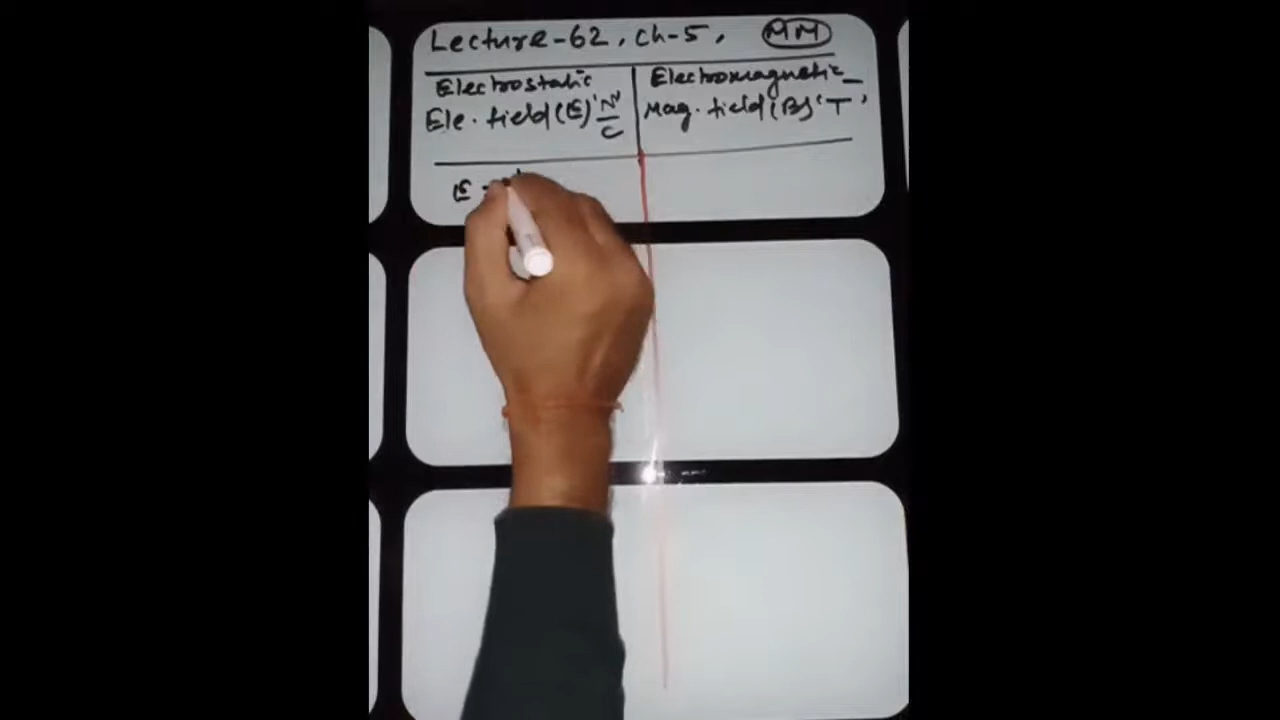 Lecture-62, ch-5, MM
Electrostatic
Ele. field (E) 'N/C'
Electromagnetic
Mag. field (B) 'T'
E